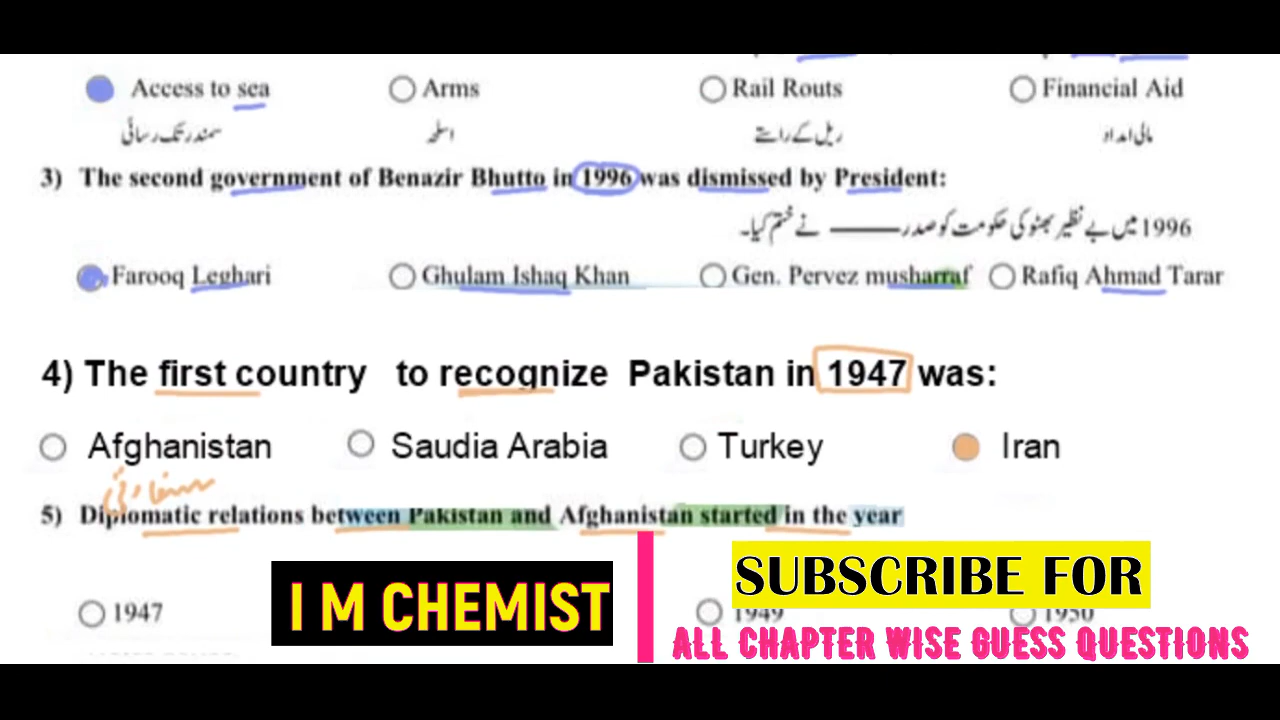 Access to sea Arms Rail Routs Financial Aid
سمندر تک رسائی اسلحہ ریل کے راستے مالی امداد
3) The second government of Benazir Bhutto in 1996 was dismissed by President:
1996 میں بے نظیر بھٹو کی حکومت کو صدر ——— نے ختم کیا۔
Farooq Leghari Ghulam Ishaq Khan Gen. Pervez musharraf Rafiq Ahmad Tarar
4) The first country to recognize Pakistan in 1947 was:
Afghanistan Saudia Arabia Turkey Iran
سفارتی
5) Diplomatic relations between Pakistan and Afghanistan started in the year
1947 1949 1950
I M CHEMIST
SUBSCRIBE FOR
ALL CHAPTER WISE GUESS QUESTIONS